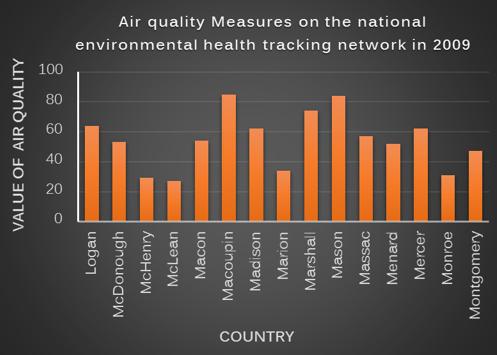 Air quality Measures on the national
environmental health tracking network in 2009
VALUE OF AIR QUALITY
100
80
60
40
20
0
Logan
McDonough
McHenry
McLean
Macon
Macoupin
Madison
Marion
Marshall
Mason
Massac
Menard
Mercer
Monroe
Montgomery
COUNTRY